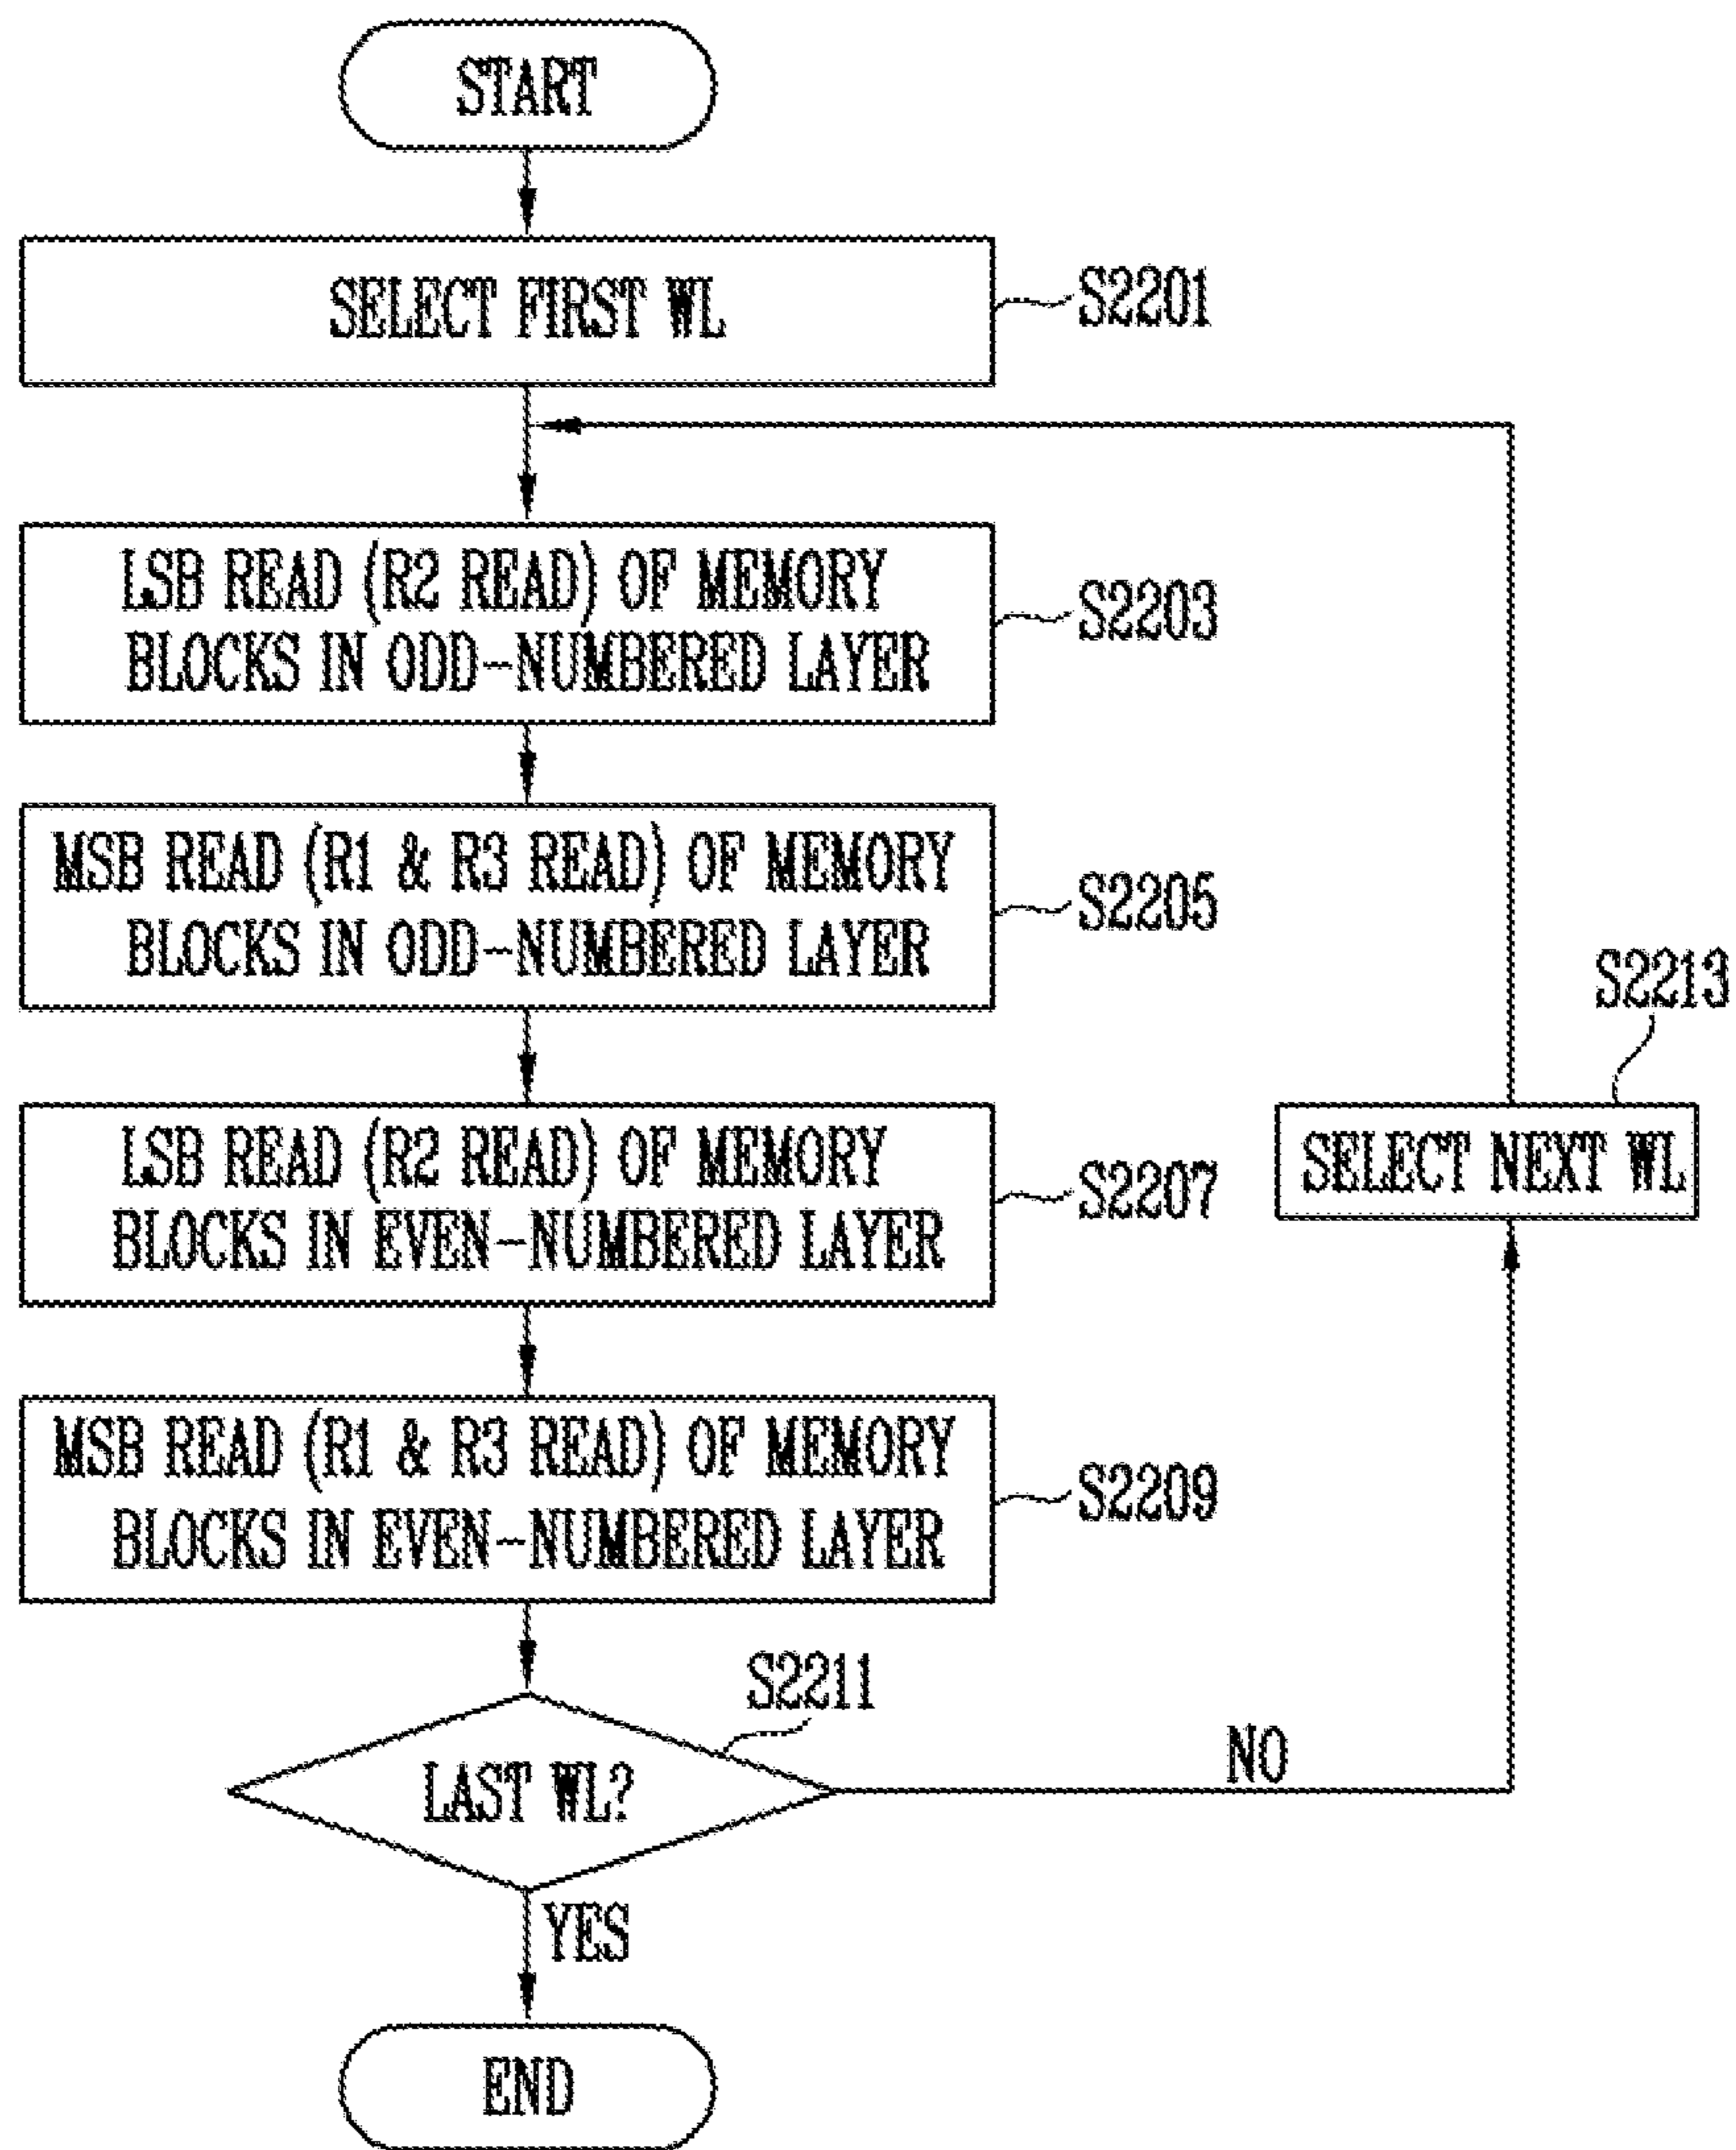 START
SELECT FIRST WL
S2201
LSB READ (R2 READ) OF MEMORY
BLOCKS IN ODD-NUMBERED LAYER
S2203
MSB READ (R1 & R3 READ) OF MEMORY
BLOCKS IN ODD-NUMBERED LAYER
S2205
S2213
SELECT NEXT WL
LSB READ (R2 READ) OF MEMORY
BLOCKS IN EVEN-NUMBERED LAYER
S2207
MSB READ (R1 & R3 READ) OF MEMORY
BLOCKS IN EVEN-NUMBERED LAYER
S2209
S2211
LAST WL?
NO
YES
END